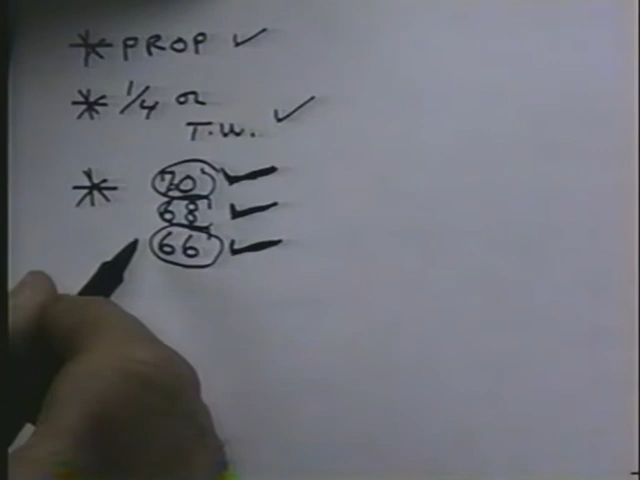 * PROP ✓
* 1/4 or
T.W. ✓
* 70 ✓
68 ✓
66 ✓